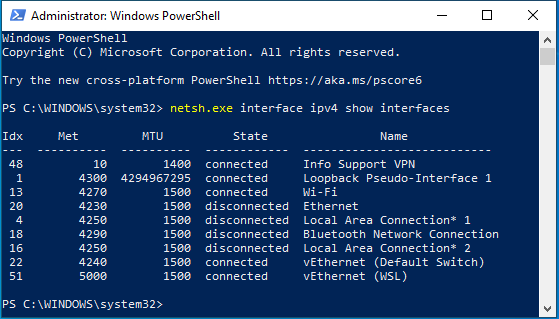 Administrator: Windows PowerShell
Windows PowerShell
Copyright (C) Microsoft Corporation. All rights reserved.
Try the new cross-platform PowerShell https://aka.ms/pscore6
PS C:\WINDOWS\system32> netsh.exe interface ipv4 show interfaces
Idx     Met         MTU          State                Name
---  ----------  ----------  ------------  ---------------------------
 48          10        1400  connected     Info Support VPN
  1        4300  4294967295  connected     Loopback Pseudo-Interface 1
 13        4270        1500  connected     Wi-Fi
 20        4230        1500  disconnected  Ethernet
  4        4250        1500  disconnected  Local Area Connection* 1
 18        4290        1500  disconnected  Bluetooth Network Connection
 16        4250        1500  disconnected  Local Area Connection* 2
 22        4240        1500  connected     vEthernet (Default Switch)
 51        5000        1500  connected     vEthernet (WSL)
PS C:\WINDOWS\system32>